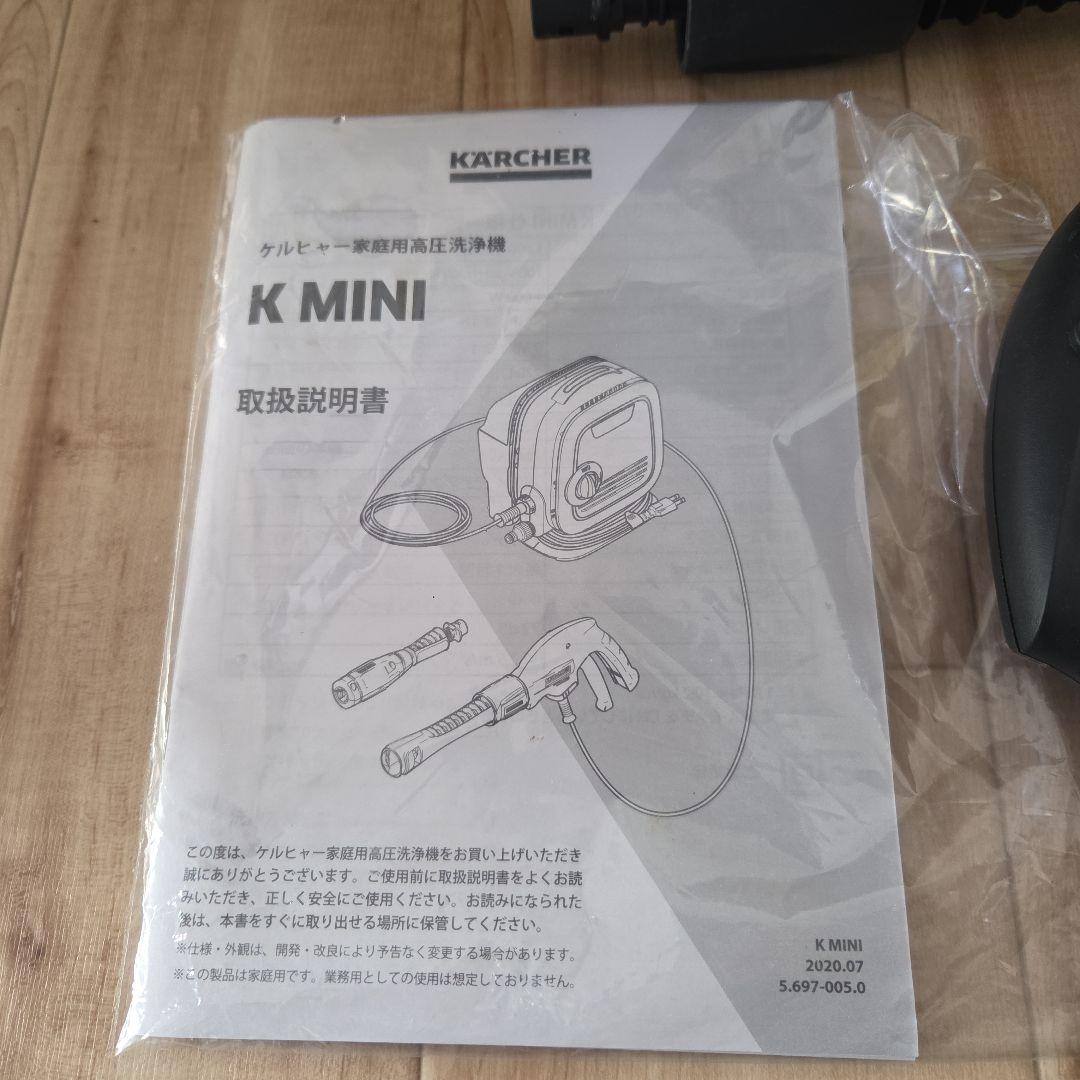 KÄRCHER
ケルヒャー家庭用高圧洗浄機
K MINI
取扱説明書
この度は、ケルヒャー家庭用高圧洗浄機をお買い上げいただき
誠にありがとうございます。ご使用前に取扱説明書をよくお読
みいただき、正しく安全にご使用ください。お読みになられた
後は、本書をすぐに取り出せる場所に保管してください。
※仕様・外観は、開発・改良により予告なく変更する場合があります。
※この製品は家庭用です。業務用としての使用は想定しておりません。
K MINI
2020.07
5.697-005.0